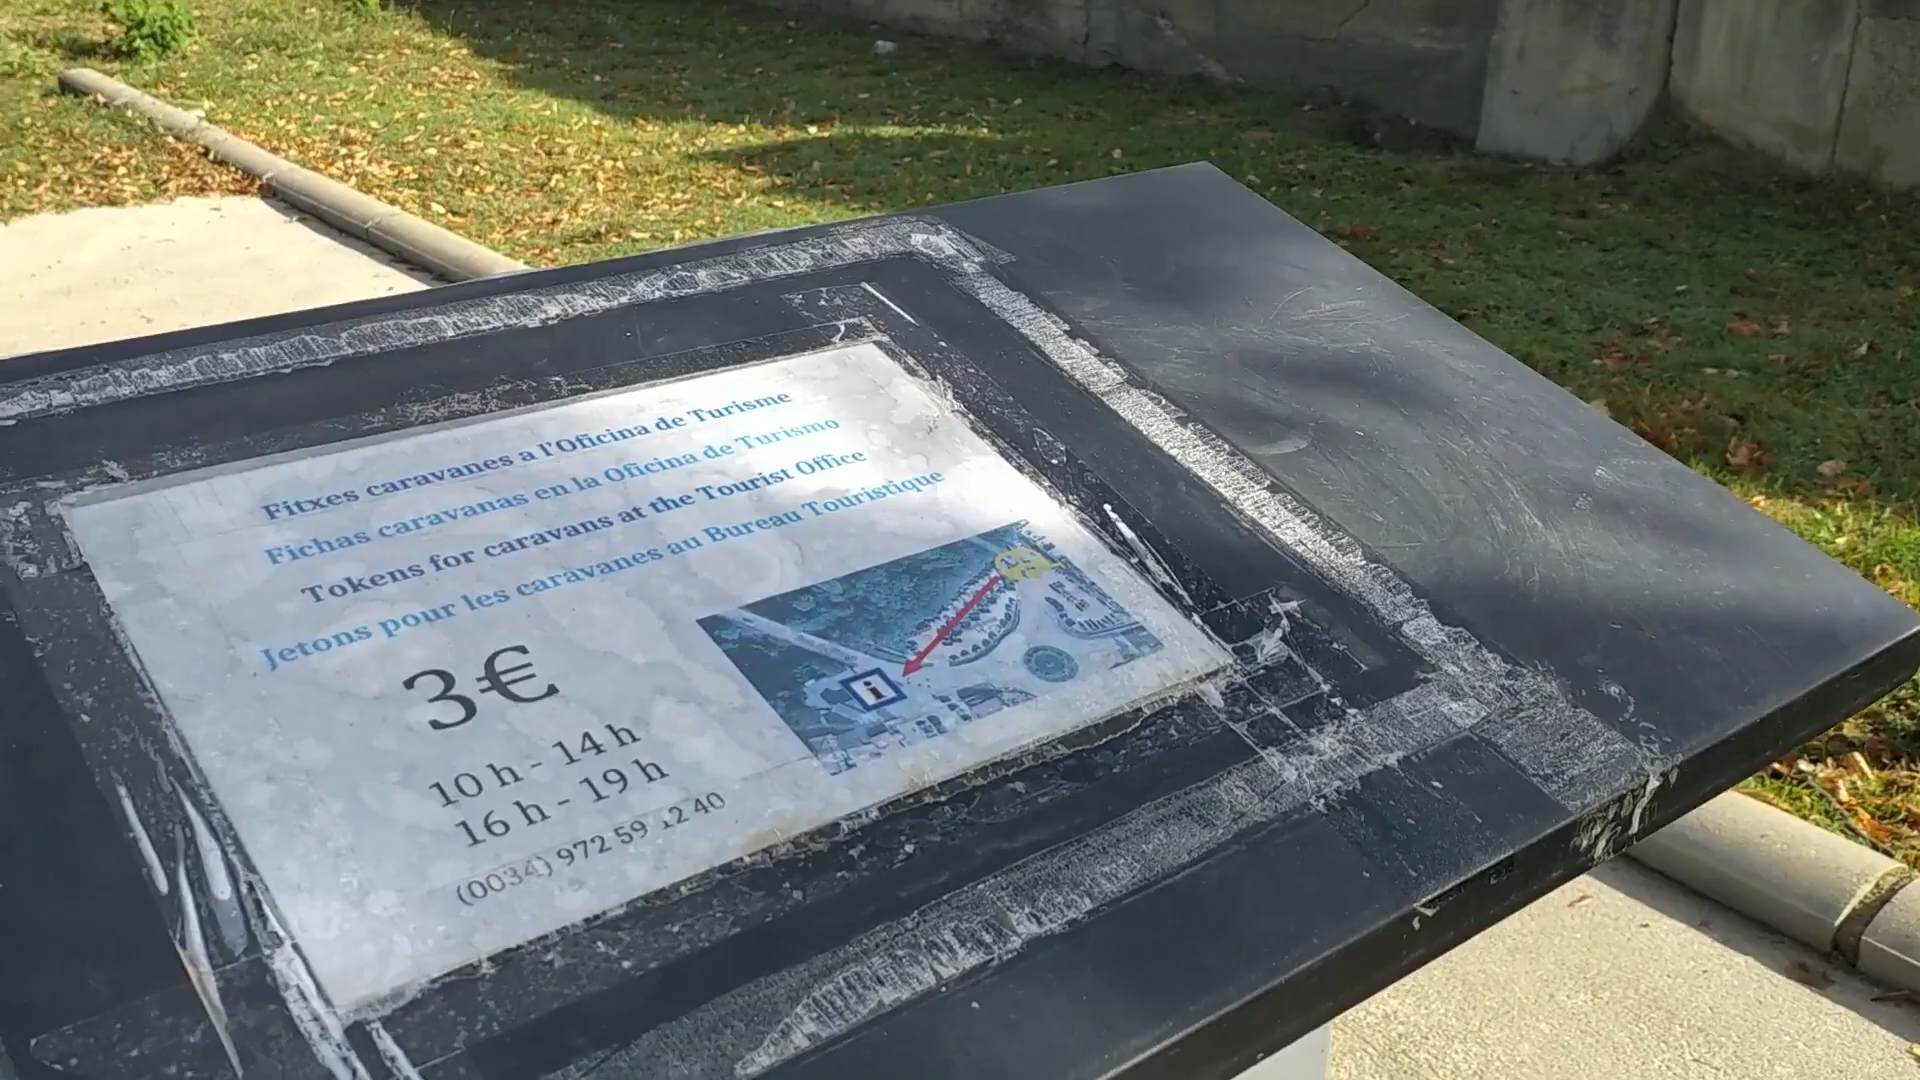 Fitxes caravanes a l'Oficina de Turisme
Fichas caravanas en la Oficina de Turismo
Tokens for caravans at the Tourist Office
Jetons pour les caravanes au Bureau Touristique
3€
10 h - 14 h
16 h - 19 h
(0034) 972 59 12 40
i